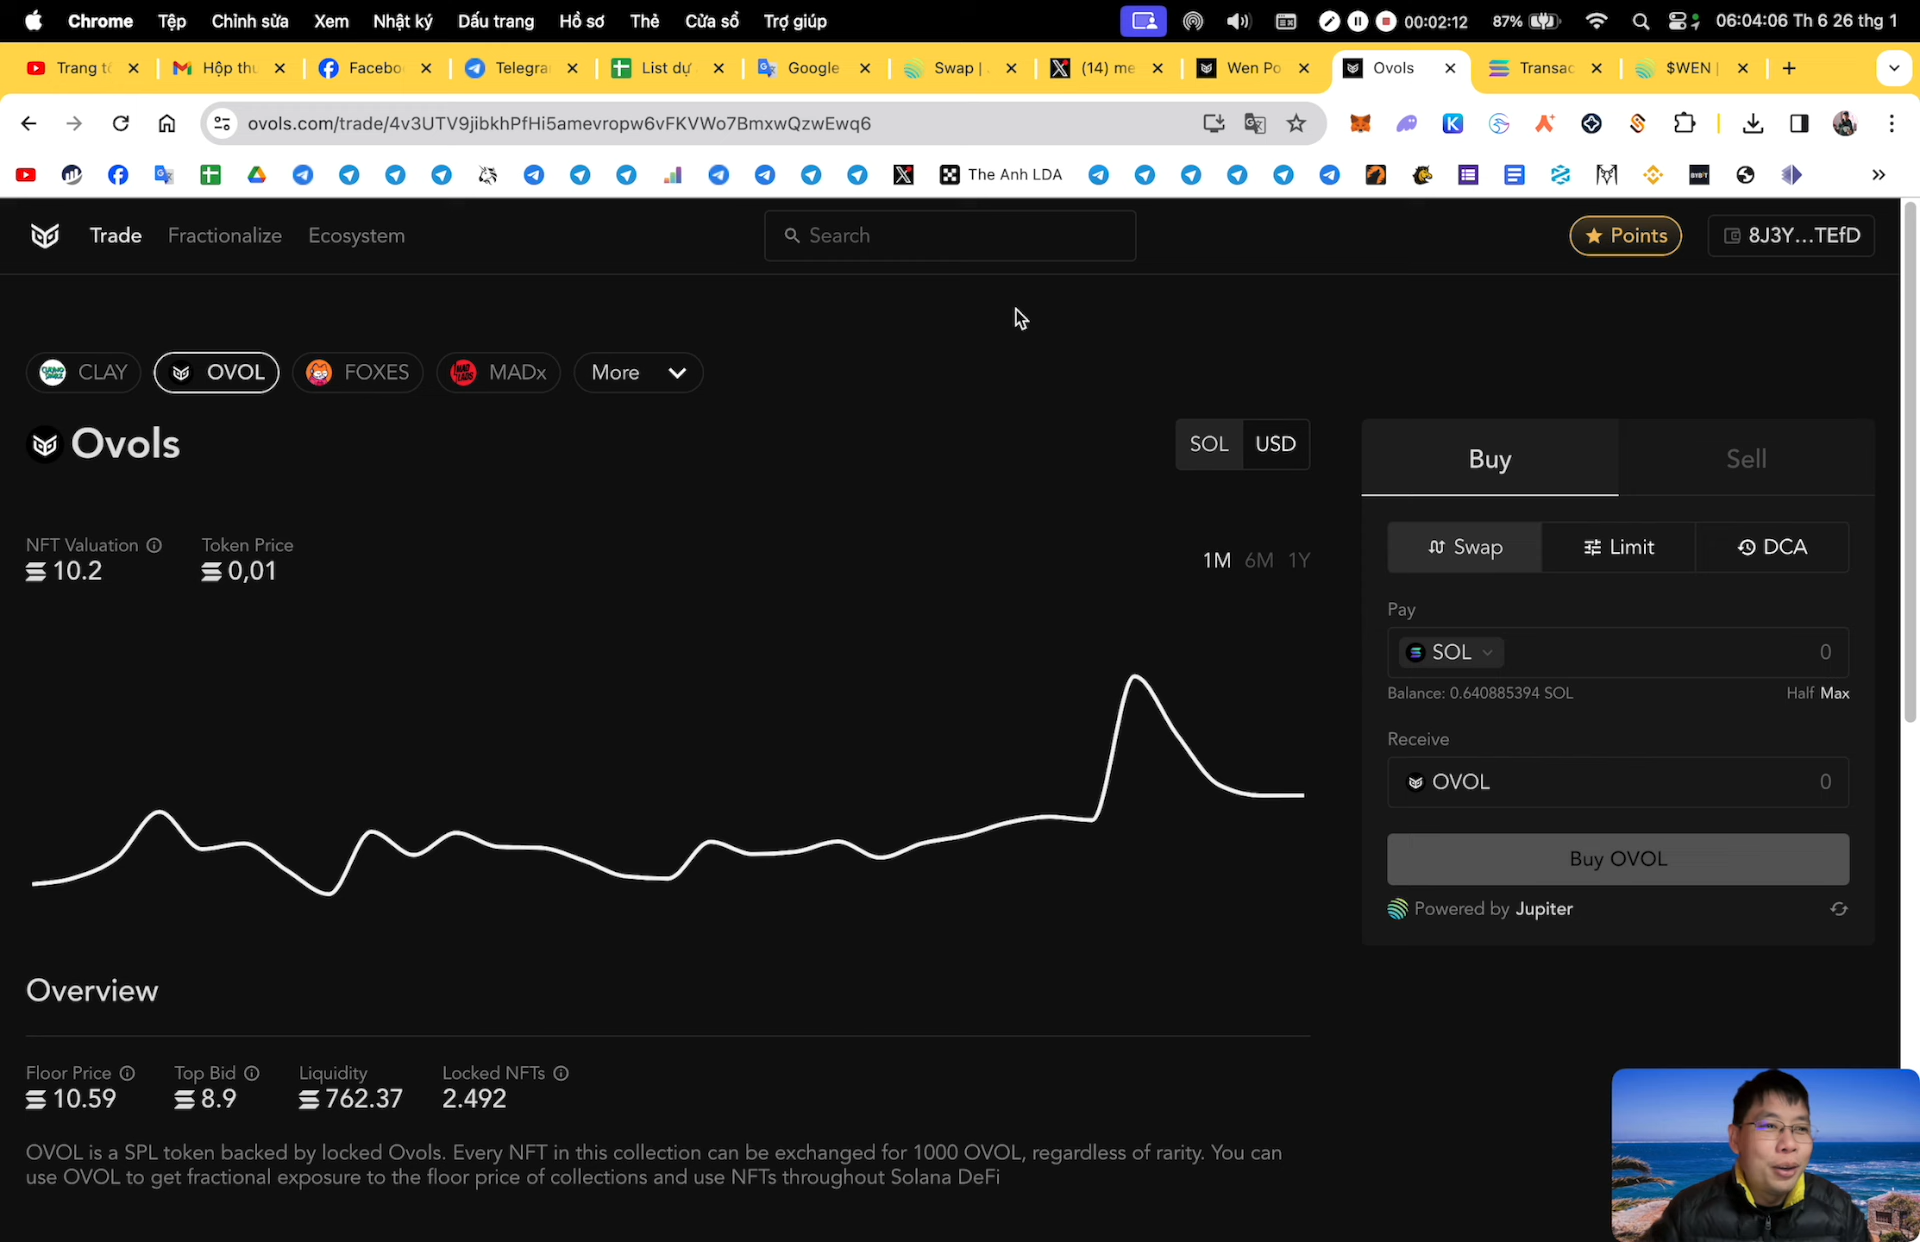 Chrome Tệp Chỉnh sửa Xem Nhật ký Dấu trang Hồ sơ Thẻ Cửa sổ Trợ giúp 00:02:12 87% 06:04:06 Th 6 26 thg 1
Trang tổ Hộp thư Facebo Telegra List dự Google Swap | (14) me Wen Po Ovols Transac $WEN |
ovols.com/trade/4v3UTV9jibkhPfHi5amevropw6vFKVWo7BmxwQzwEwq6
The Anh LDA
Trade Fractionalize Ecosystem Search Points 8J3Y...TEfD
CLAY OVOL FOXES MADx More
Ovols SOL USD
Buy Sell
NFT Valuation Token Price
10.2 0,01
1M 6M 1Y
Swap Limit DCA
Pay
SOL 0
Balance: 0.640885394 SOL Half Max
Receive
OVOL 0
Buy OVOL
Powered by Jupiter
Overview
Floor Price Top Bid Liquidity Locked NFTs
10.59 8.9 762.37 2.492
OVOL is a SPL token backed by locked Ovols. Every NFT in this collection can be exchanged for 1000 OVOL, regardless of rarity. You can
use OVOL to get fractional exposure to the floor price of collections and use NFTs throughout Solana DeFi